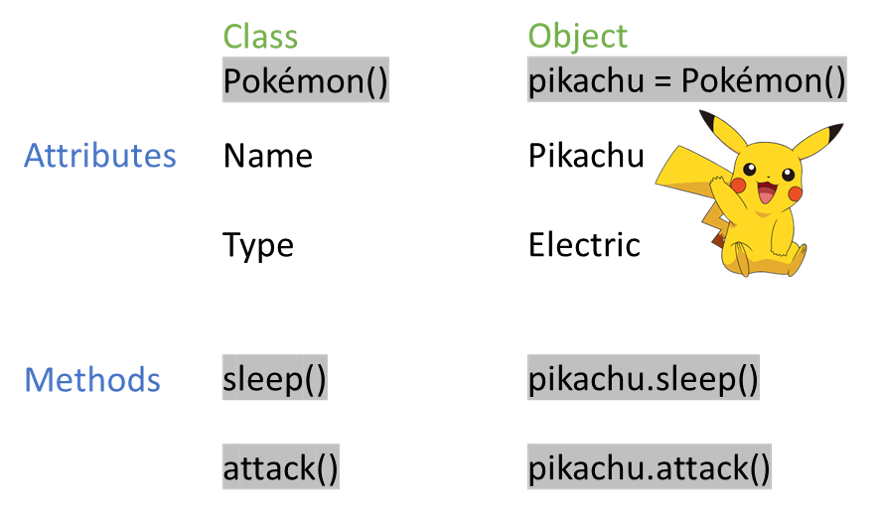 Class Object
Pokémon() pikachu = Pokémon()
Attributes Name Pikachu
Type Electric
Methods sleep() pikachu.sleep()
attack() pikachu.attack()